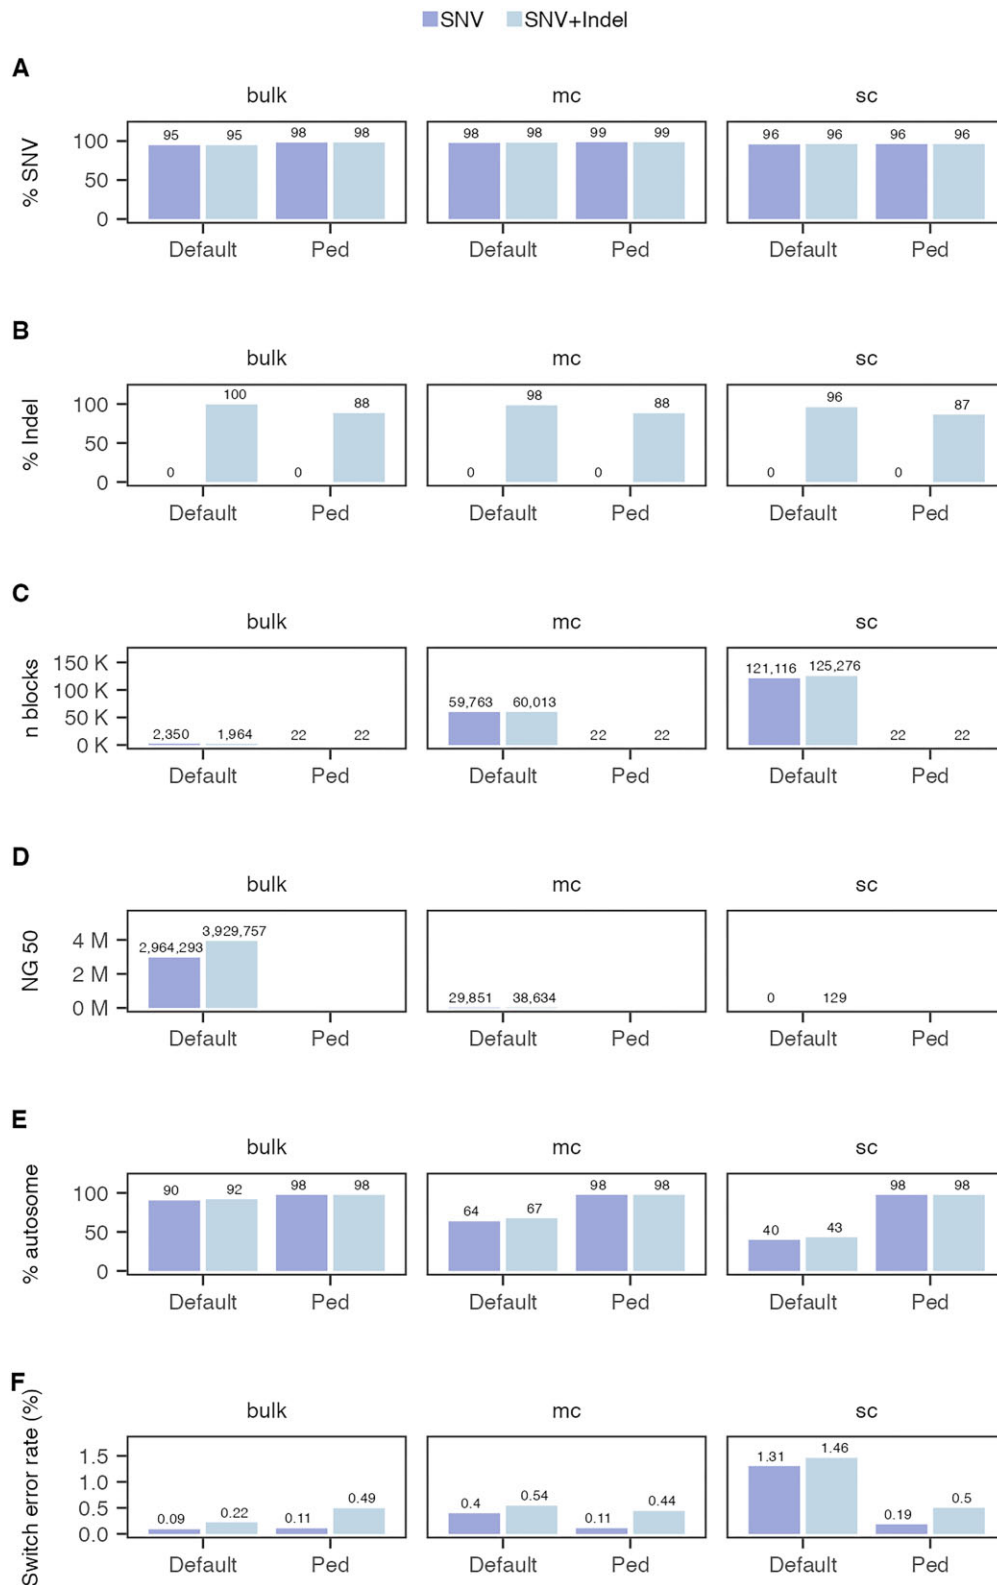 SNV SNV+Indel
A
bulk mc sc
% SNV
100
50
0
95 95 98 98
98 98 99 99
96 96 96 96
Default Ped Default Ped Default Ped
B
bulk mc sc
% Indel
100
50
0
0 100 0 88
0 98 0 88
0 96 0 87
Default Ped Default Ped Default Ped
C
bulk mc sc
n blocks
150 K
100 K
50 K
0 K
2,350 1,964 22 22
59,763 60,013 22 22
121,116 125,276 22 22
Default Ped Default Ped Default Ped
D
bulk mc sc
NG 50
4 M
2 M
0 M
2,964,293 3,929,757
29,851 38,634
0 129
Default Ped Default Ped Default Ped
E
bulk mc sc
% autosome
100
50
0
90 92 98 98
64 67 98 98
40 43 98 98
Default Ped Default Ped Default Ped
F
bulk mc sc
Switch error rate (%)
1.5
1.0
0.5
0.0
0.09 0.22 0.11 0.49
0.4 0.54 0.11 0.44
1.31 1.46 0.19 0.5
Default Ped Default Ped Default Ped